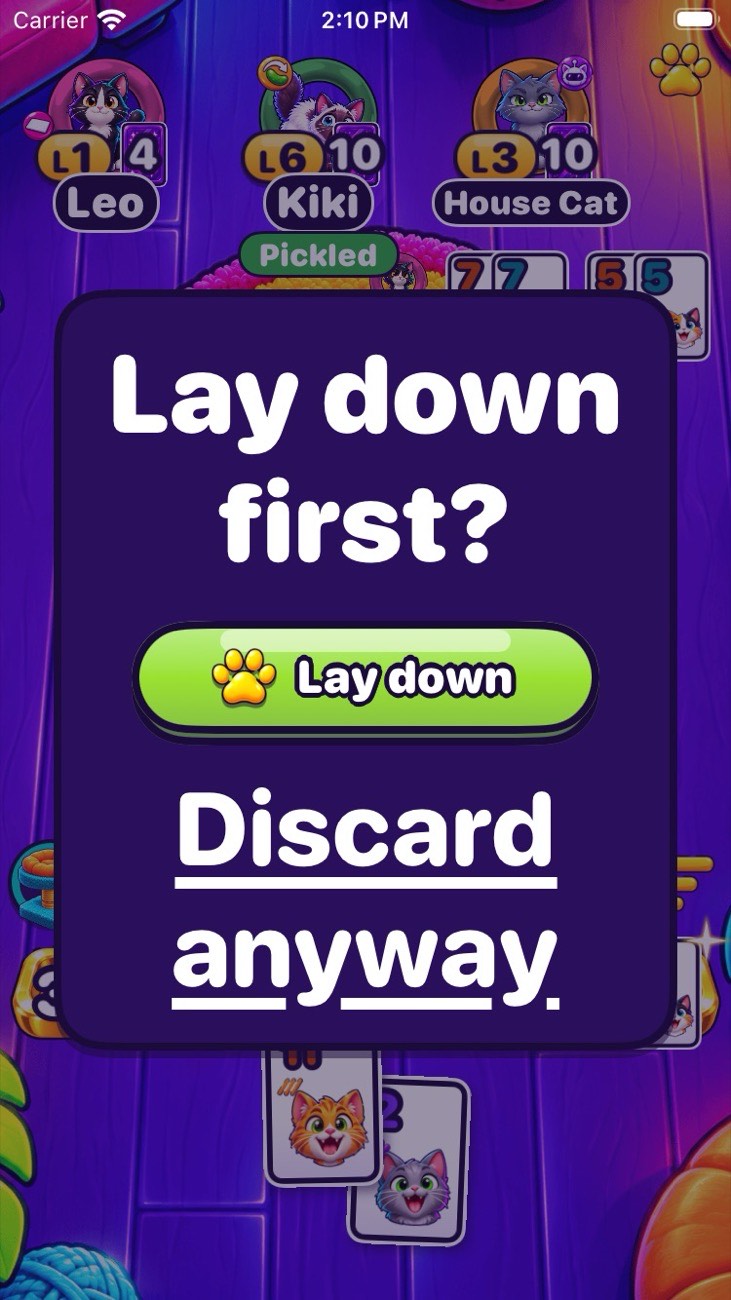 Carrier 2:10 PM
L1 4 L6 10 L3 10
Leo Kiki House Cat
Pickled
7 7 5 5
Lay down
first?
Lay down
Discard
anyway
2